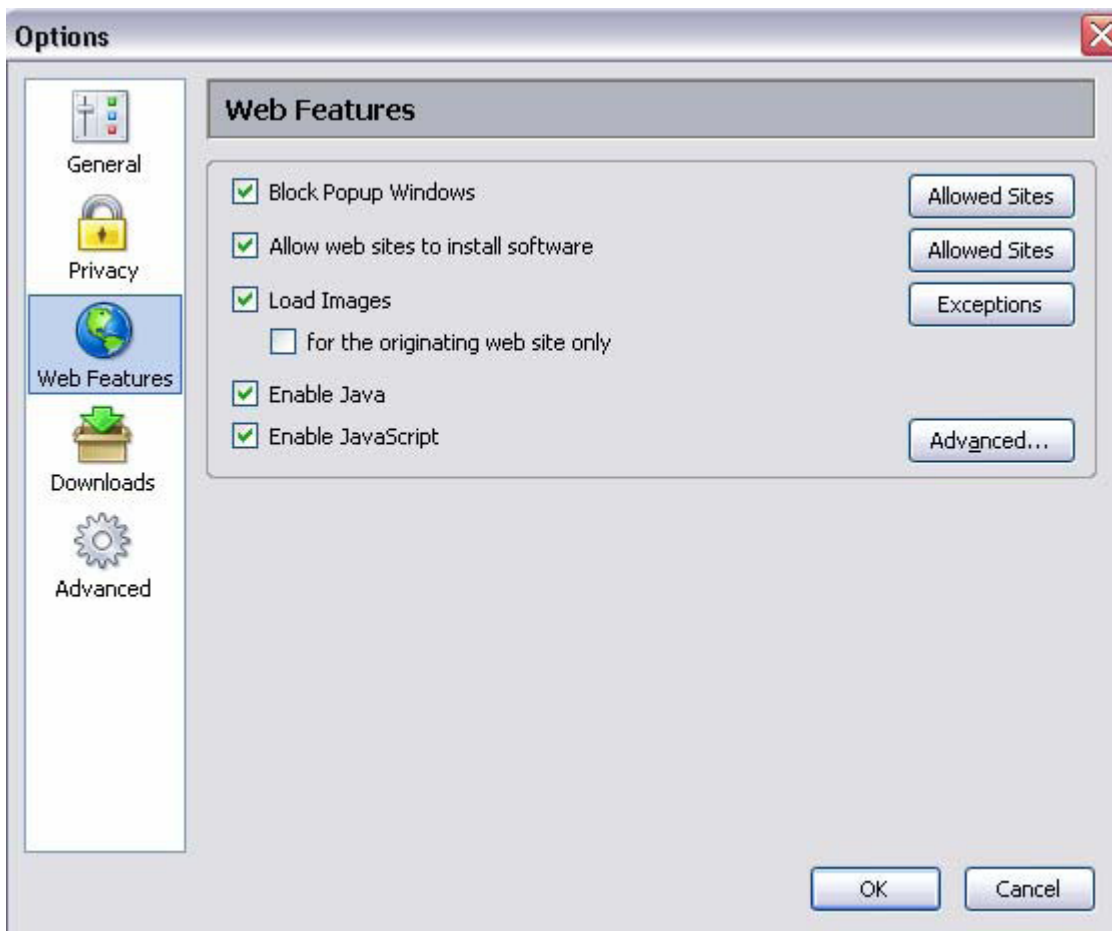 Options
General
Privacy
Web Features
Downloads
Advanced
Web Features
Block Popup Windows
Allowed Sites
Allow web sites to install software
Allowed Sites
Load Images
Exceptions
for the originating web site only
Enable Java
Enable JavaScript
Advanced...
OK
Cancel